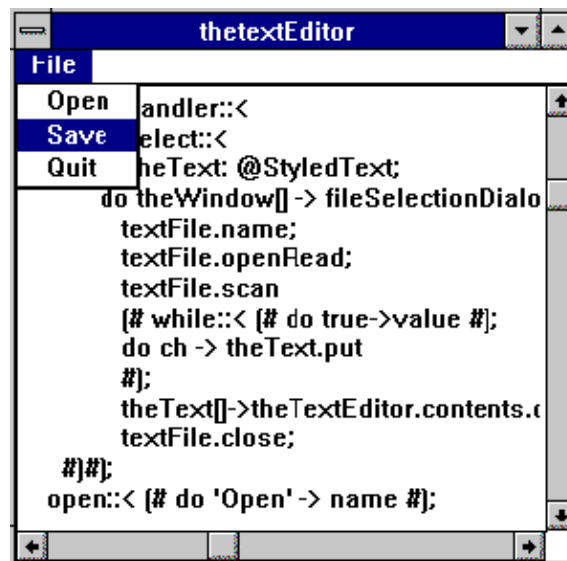 thetextEditor
File
Open
Save
Quit
andler::<
elect::<
heText: @StyledText;
do theWindow[] -> fileSelectionDialo
textFile.name;
textFile.openRead;
textFile.scan
(# while::< (# do true->value #);
do ch -> theText.put
#);
theText[]->theTextEditor.contents.c
textFile.close;
#)#);
open::< (# do 'Open' -> name #);